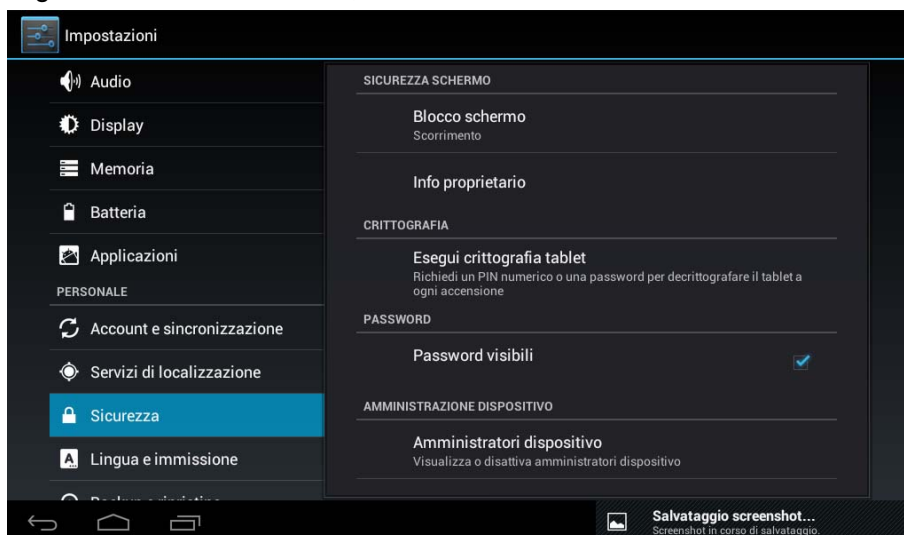 Impostazioni
Audio
Display
Memoria
Batteria
Applicazioni
PERSONALE
Account e sincronizzazione
Servizi di localizzazione
Sicurezza
Lingua e immissione
SICUREZZA SCHERMO
Blocco schermo
Scorrimento
Info proprietario
CRITTOGRAFIA
Esegui crittografia tablet
Richiedi un PIN numerico o una password per decrittografare il tablet a
ogni accensione
PASSWORD
Password visibili
AMMINISTRAZIONE DISPOSITIVO
Amministratori dispositivo
Visualizza o disattiva amministratori dispositivo
Salvataggio screenshot...
Screenshot in corso di salvataggio.